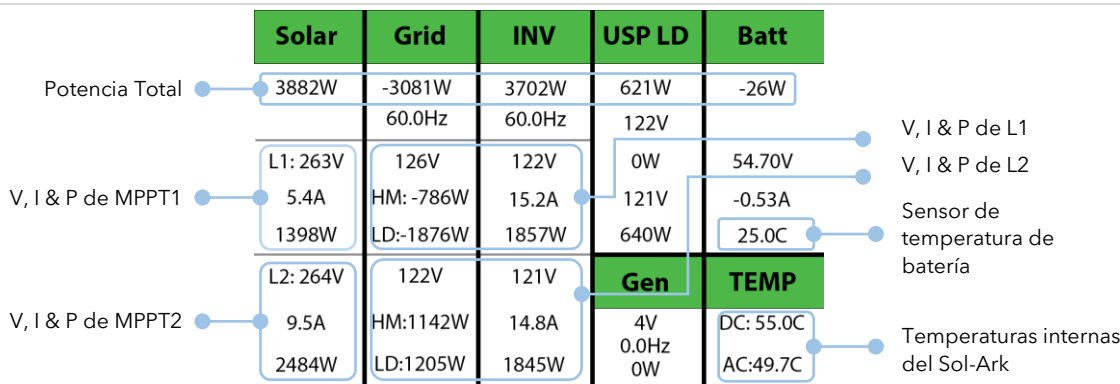 Solar Grid INV USP LD Batt
Potencia Total 3882W -3081W 3702W 621W -26W
60.0Hz 60.0Hz 122V
V, I & P de L1
L1: 263V 126V 122V 0W 54.70V
V, I & P de L2
V, I & P de MPPT1 5.4A HM: -786W 15.2A 121V -0.53A
1398W LD:-1876W 1857W 640W 25.0C
Sensor de
temperatura de
batería
L2: 264V 122V 121V Gen TEMP
V, I & P de MPPT2 9.5A HM:1142W 14.8A 4V DC: 55.0C
0.0Hz
2484W LD:1205W 1845W 0W AC:49.7C
Temperaturas internas
del Sol-Ark